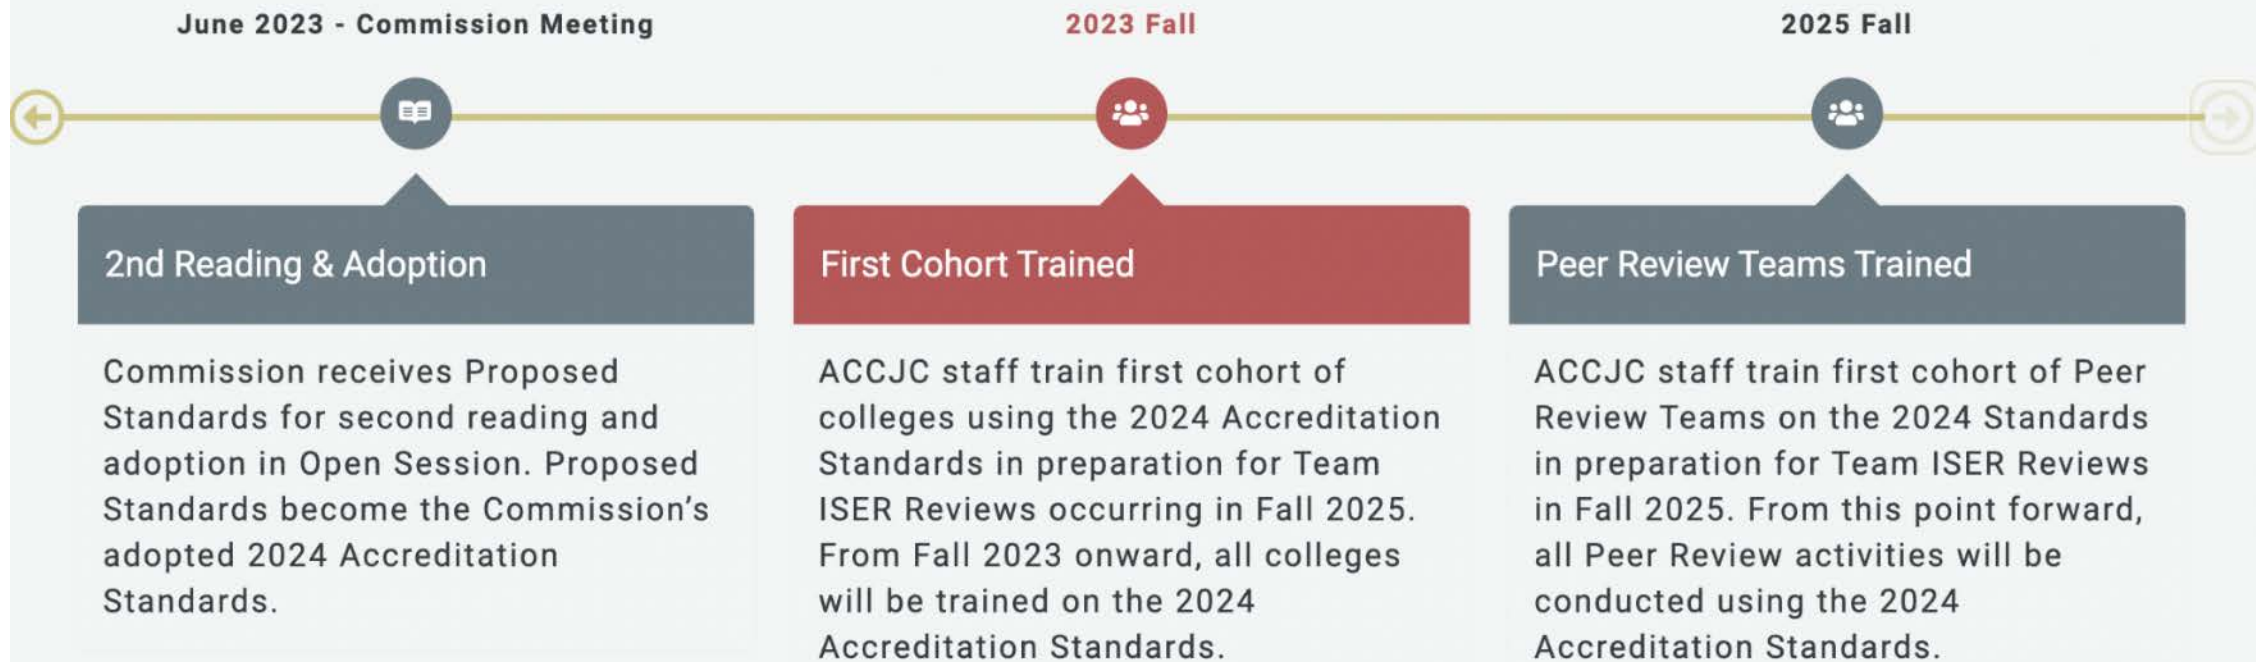 June 2023 - Commission Meeting
2nd Reading & Adoption
Commission receives Proposed
Standards for second reading and
adoption in Open Session. Proposed
Standards become the Commission’s
adopted 2024 Accreditation
Standards.
2023 Fall
First Cohort Trained
ACCJC staff train first cohort of
colleges using the 2024 Accreditation
Standards in preparation for Team
ISER Reviews occurring in Fall 2025.
From Fall 2023 onward, all colleges
will be trained on the 2024
Accreditation Standards.
2025 Fall
Peer Review Teams Trained
ACCJC staff train first cohort of Peer
Review Teams on the 2024 Standards
in preparation for Team ISER Reviews
in Fall 2025. From this point forward,
all Peer Review activities will be
conducted using the 2024
Accreditation Standards.